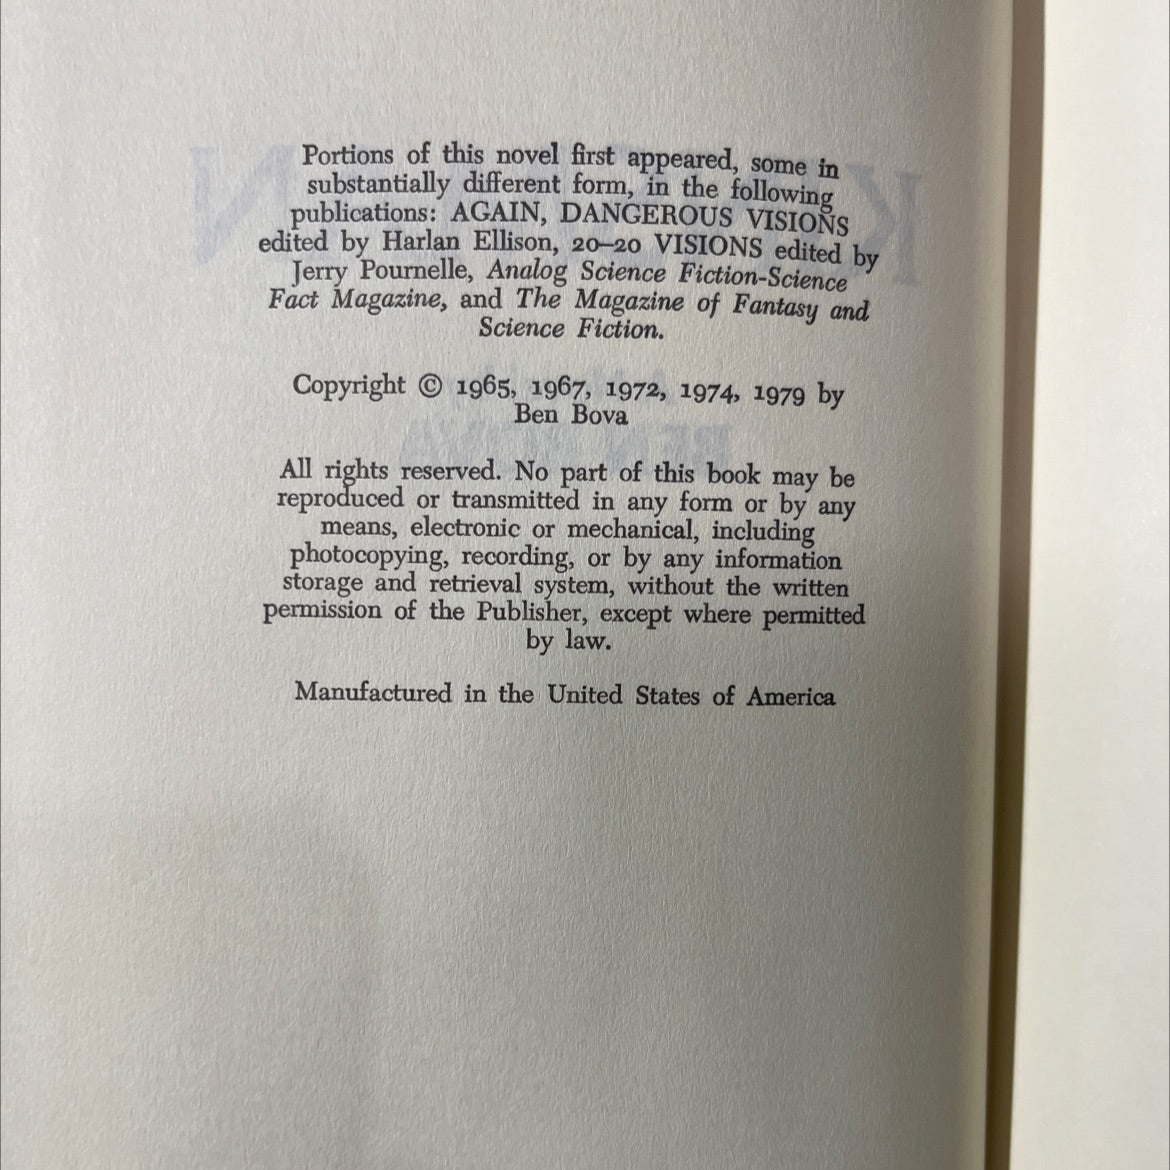 Portions of this novel first appeared, some in
substantially different form, in the following
publications: AGAIN, DANGEROUS VISIONS
edited by Harlan Ellison, 20–20 VISIONS edited by
Jerry Pournelle, Analog Science Fiction-Science
Fact Magazine, and The Magazine of Fantasy and
Science Fiction.
Copyright © 1965, 1967, 1972, 1974, 1979 by
Ben Bova
All rights reserved. No part of this book may be
reproduced or transmitted in any form or by any
means, electronic or mechanical, including
photocopying, recording, or by any information
storage and retrieval system, without the written
permission of the Publisher, except where permitted
by law.
Manufactured in the United States of America